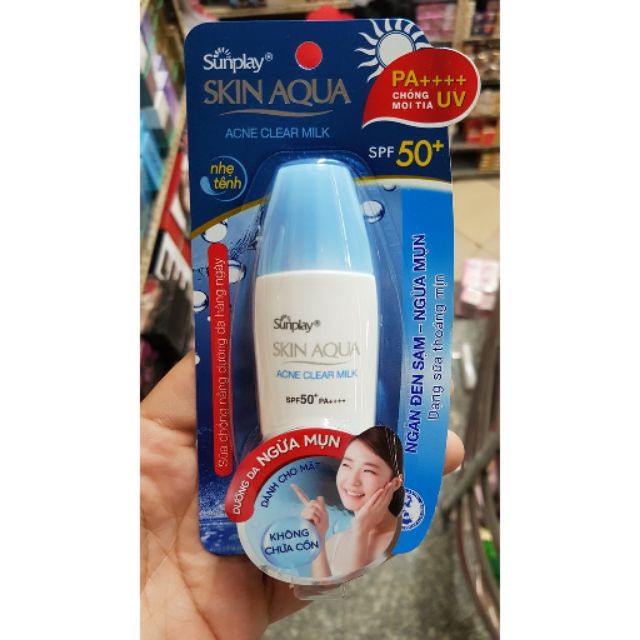 Sunplay®
SKIN AQUA
ACNE CLEAR MILK
PA++++
CHỐNG
MỌI TIA
UV
SPF 50+
nhẹ
tênh
Sữa chống nắng dưỡng da hàng ngày
NGĂN ĐEN SẠM – NGỪA MỤN
Dạng sữa thoáng mịn
Sunplay®
SKIN AQUA
ACNE CLEAR MILK
SPF50+ PA++++
DƯỠNG DA NGỪA MỤN
DÀNH CHO MẶT
KHÔNG
CHỨA CỒN